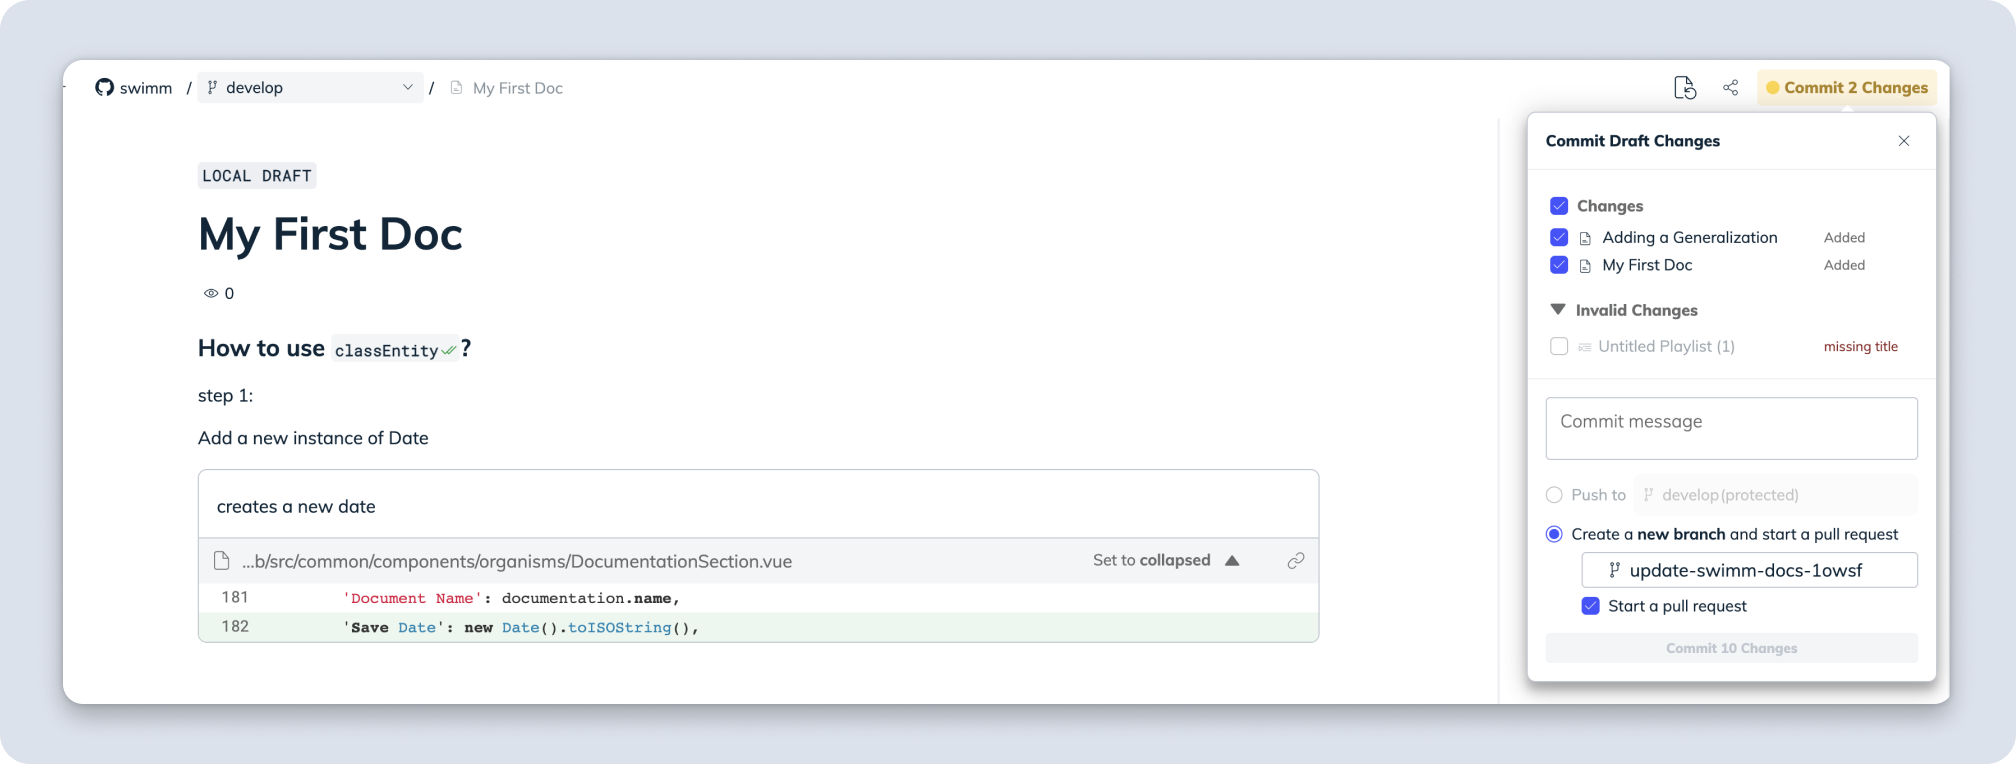 swimm / develop / My First Doc
Commit 2 Changes
LOCAL DRAFT
My First Doc
0
How to use classEntity?
step 1:
Add a new instance of Date
creates a new date
...b/src/common/components/organisms/DocumentationSection.vue Set to collapsed
181 'Document Name': documentation.name,
182 'Save Date': new Date().toISOString(),
Commit Draft Changes
Changes
Adding a Generalization Added
My First Doc Added
Invalid Changes
Untitled Playlist (1) missing title
Commit message
Push to develop(protected)
Create a new branch and start a pull request
update-swimm-docs-1owsf
Start a pull request
Commit 10 Changes